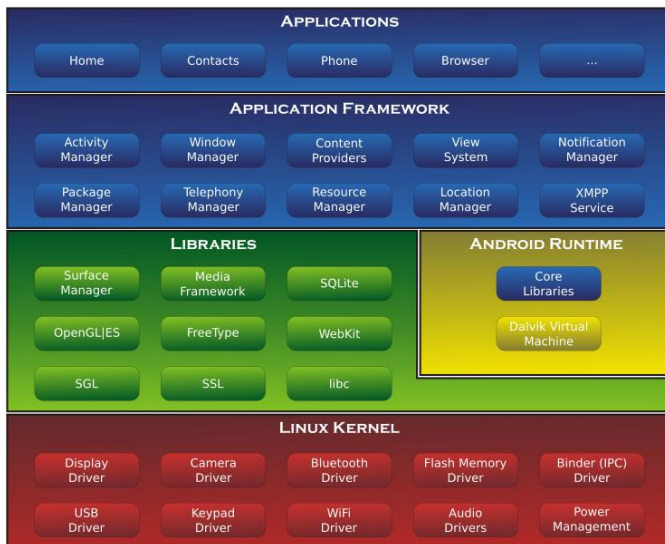 APPLICATIONS
Home
Contacts
Phone
Browser
...
APPLICATION FRAMEWORK
Activity
Manager
Window
Manager
Content
Providers
View
System
Notification
Manager
Package
Manager
Telephony
Manager
Resource
Manager
Location
Manager
XMPP
Service
LIBRARIES
Surface
Manager
Media
Framework
SQLite
OpenGL|ES
FreeType
WebKit
SGL
SSL
libc
ANDROID RUNTIME
Core
Libraries
Dalvik Virtual
Machine
LINUX KERNEL
Display
Driver
Camera
Driver
Bluetooth
Driver
Flash Memory
Driver
Binder (IPC)
Driver
USB
Driver
Keypad
Driver
WiFi
Driver
Audio
Drivers
Power
Management